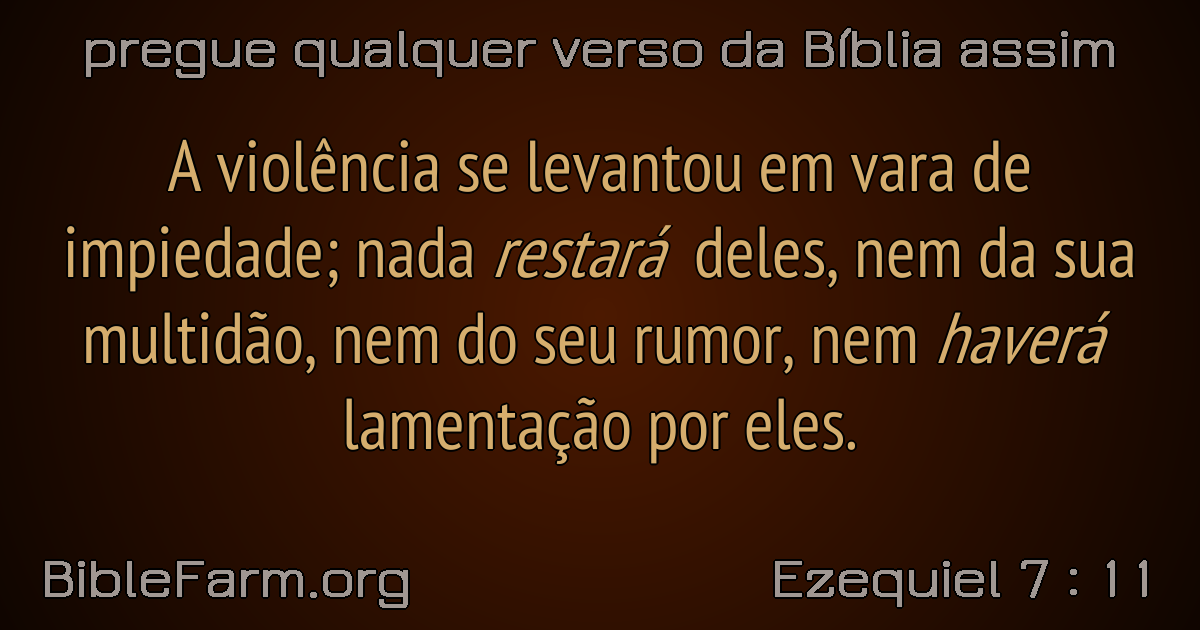 pregue qualquer verso da Bíblia assim
A violência se levantou em vara de
impiedade; nada restará deles, nem da sua
multidão, nem do seu rumor, nem haverá
lamentação por eles.
BibleFarm.org
Ezequiel 7 : 11